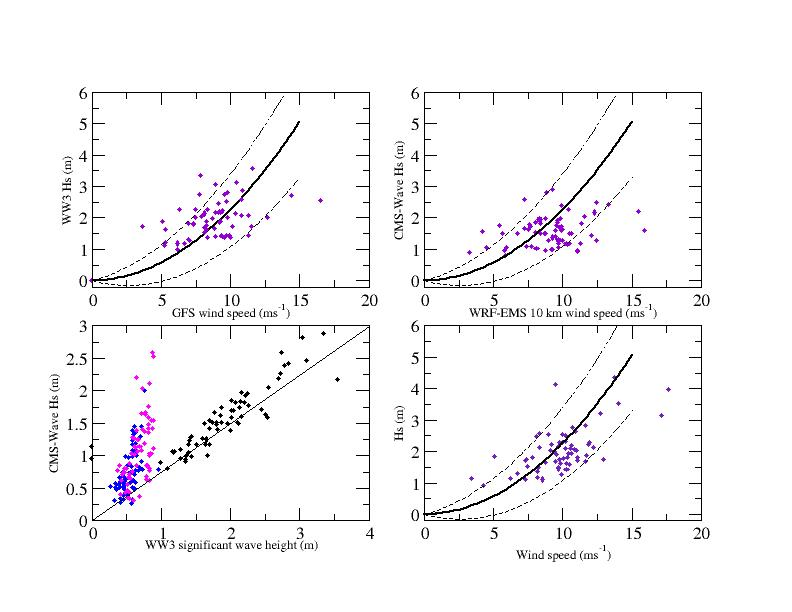 6
5
4
3
2
1
0
WW3 Hs (m)
0 5 10 15 20
GFS wind speed (ms-1)
6
5
4
3
2
1
0
CMS-Wave Hs (m)
0 5 10 15 20
WRF-EMS 10 km wind speed (ms-1)
3
2.5
2
1.5
1
0.5
0
CMS-Wave Hs (m)
0 1 2 3 4
WW3 significant wave height (m)
6
5
4
3
2
1
0
Hs (m)
0 5 10 15 20
Wind speed (ms-1)